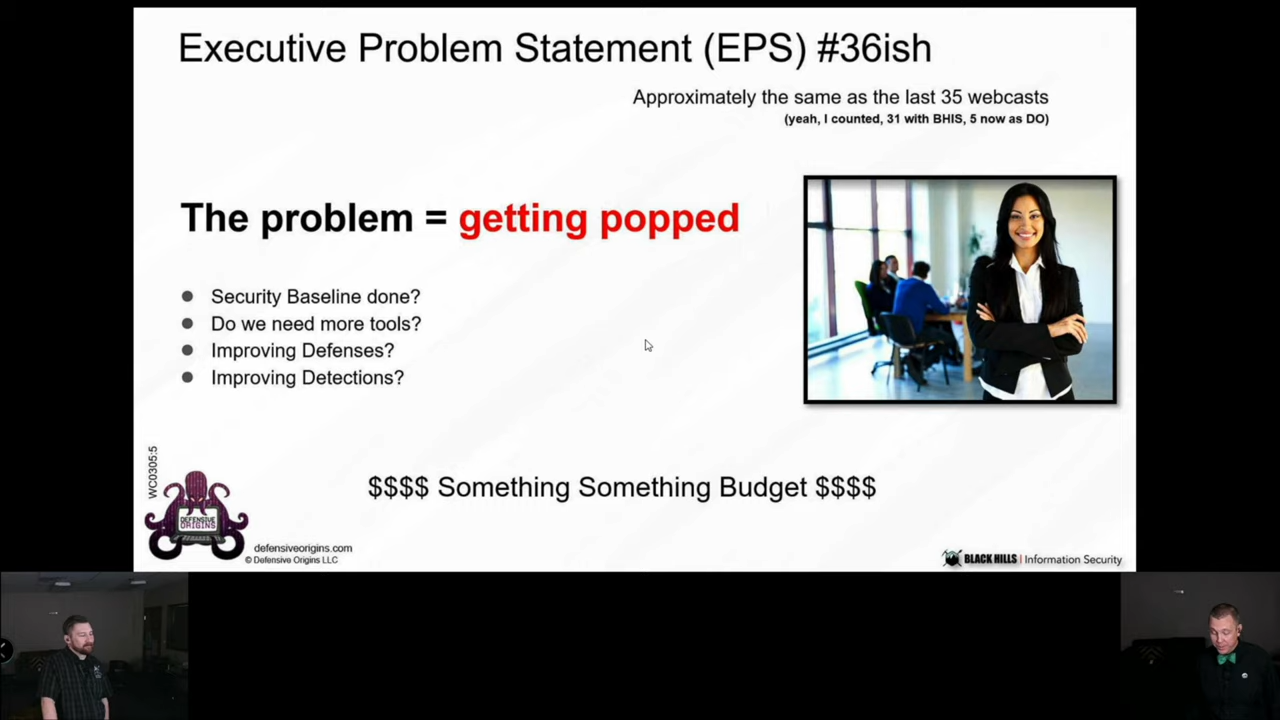 Executive Problem Statement (EPS) #36ish
Approximately the same as the last 35 webcasts
(yeah, I counted, 31 with BHIS, 5 now as DO)
The problem = getting popped
Security Baseline done?
Do we need more tools?
Improving Defenses?
Improving Detections?
$$$$ Something Something Budget $$$$
WC0305:5
DEFENSIVE
ORIGINS
defensiveorigins.com
© Defensive Origins LLC
BLACK HILLS | Information Security